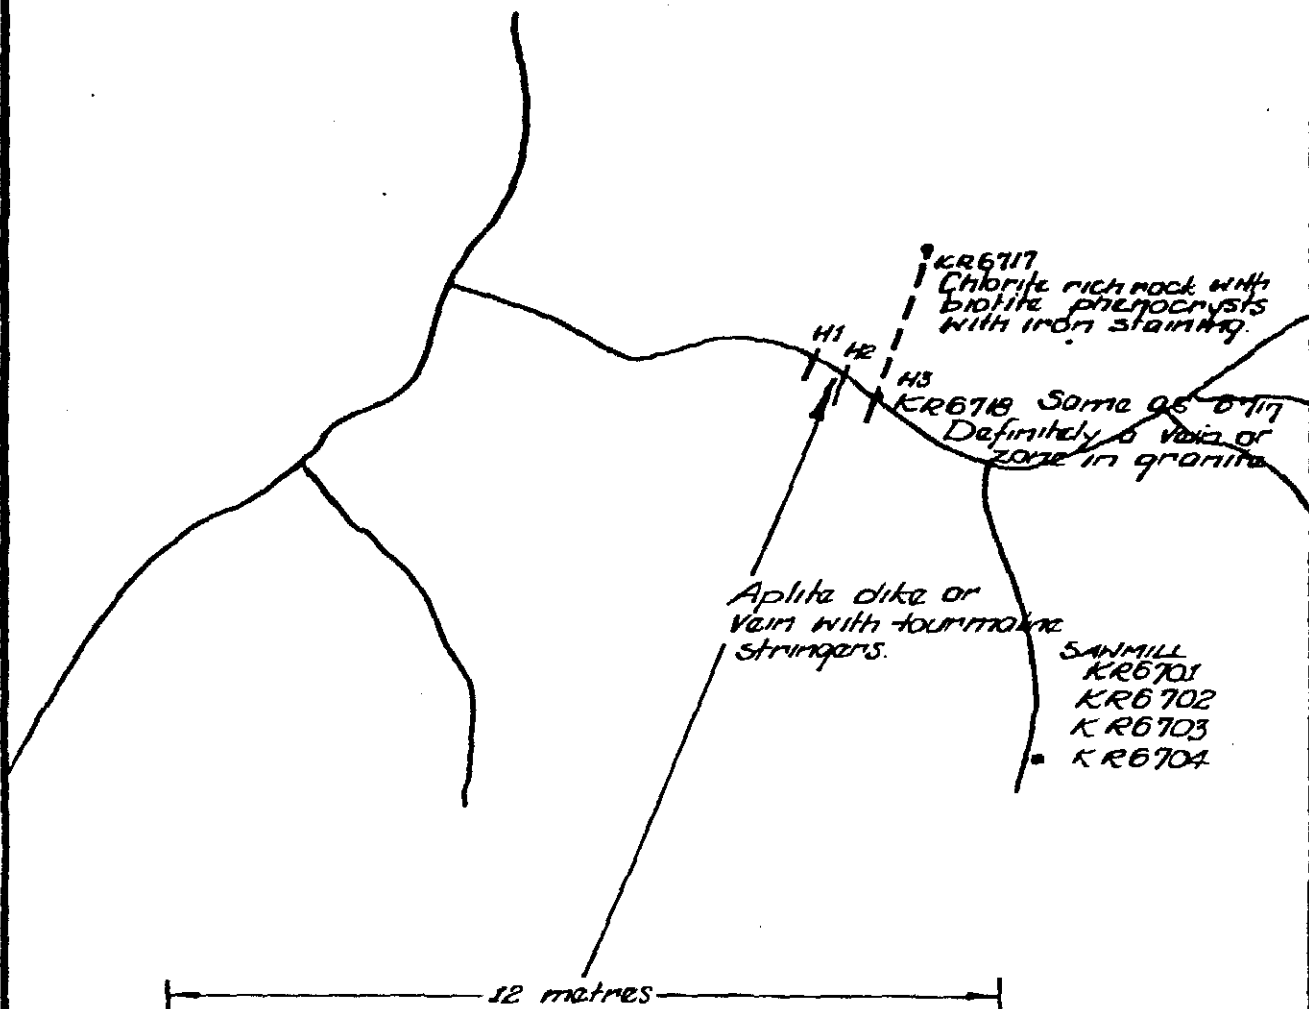 KR6717
Chlorite rich rock with
biotite phenocrysts
with iron staining.
H1
H2
H3
KR6718 Same as 6717
Definitely a vein or
zone in granite
Aplite dike or
vein with tourmaline
stringers.
SAWMILL
KR6701
KR6702
KR6703
KR6704
12 metres